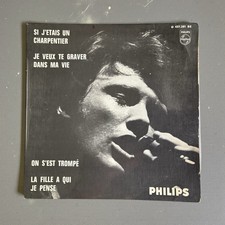 SI J'ETAIS UN
CHARPENTIER
JE VEUX TE GRAVER
DANS MA VIE
ON S'EST TROMPÉ
LA FILLE A QUI
JE PENSE
PHILIPS